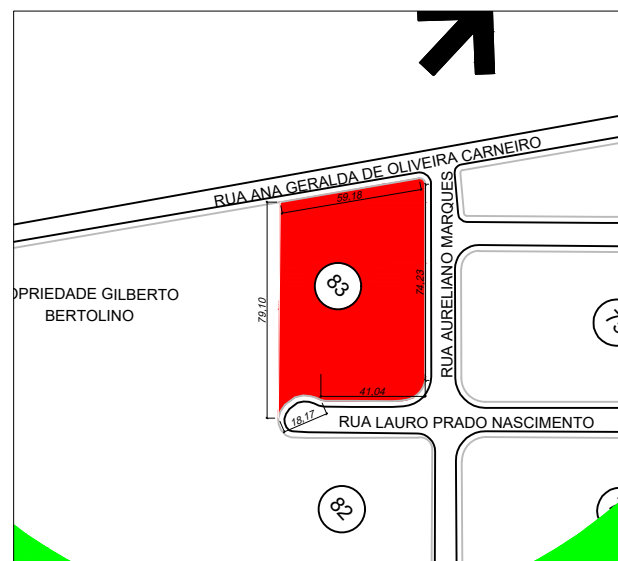 RUA ANA GERALDA DE OLIVEIRA CARNEIRO
59,18
RUA AURELIANO MARQUES
74,23
79,10
83
OPRIEDADE GILBERTO
BERTOLINO
41,04
18,17
RUA LAURO PRADO NASCIMENTO
82